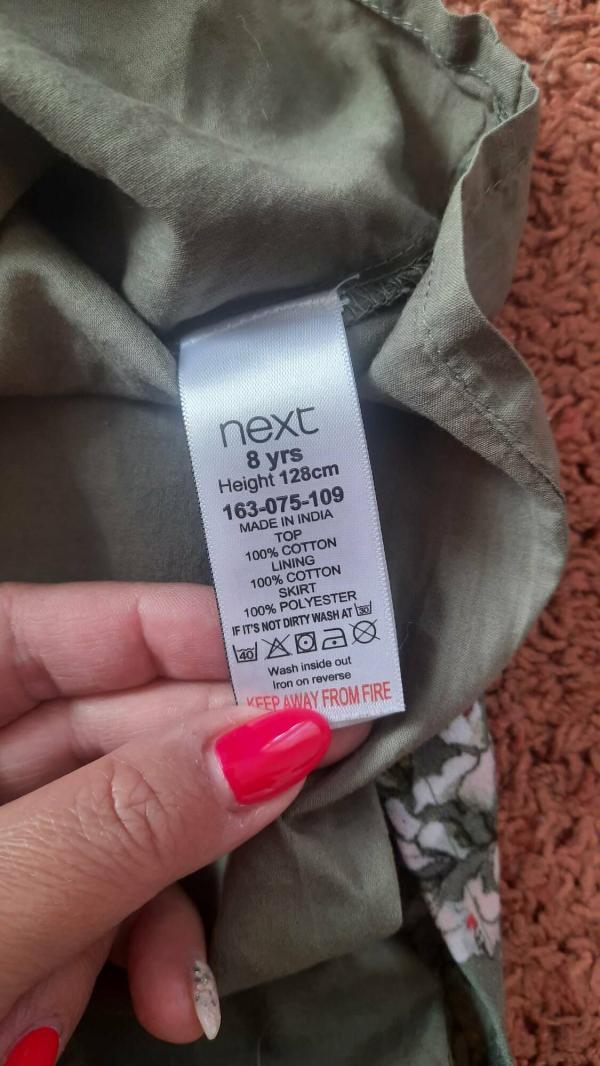 next
8 yrs
Height 128cm
163-075-109
MADE IN INDIA
TOP
100% COTTON
LINING
100% COTTON
SKIRT
100% POLYESTER
IF IT'S NOT DIRTY WASH AT 30
40
Wash inside out
Iron on reverse
KEEP AWAY FROM FIRE